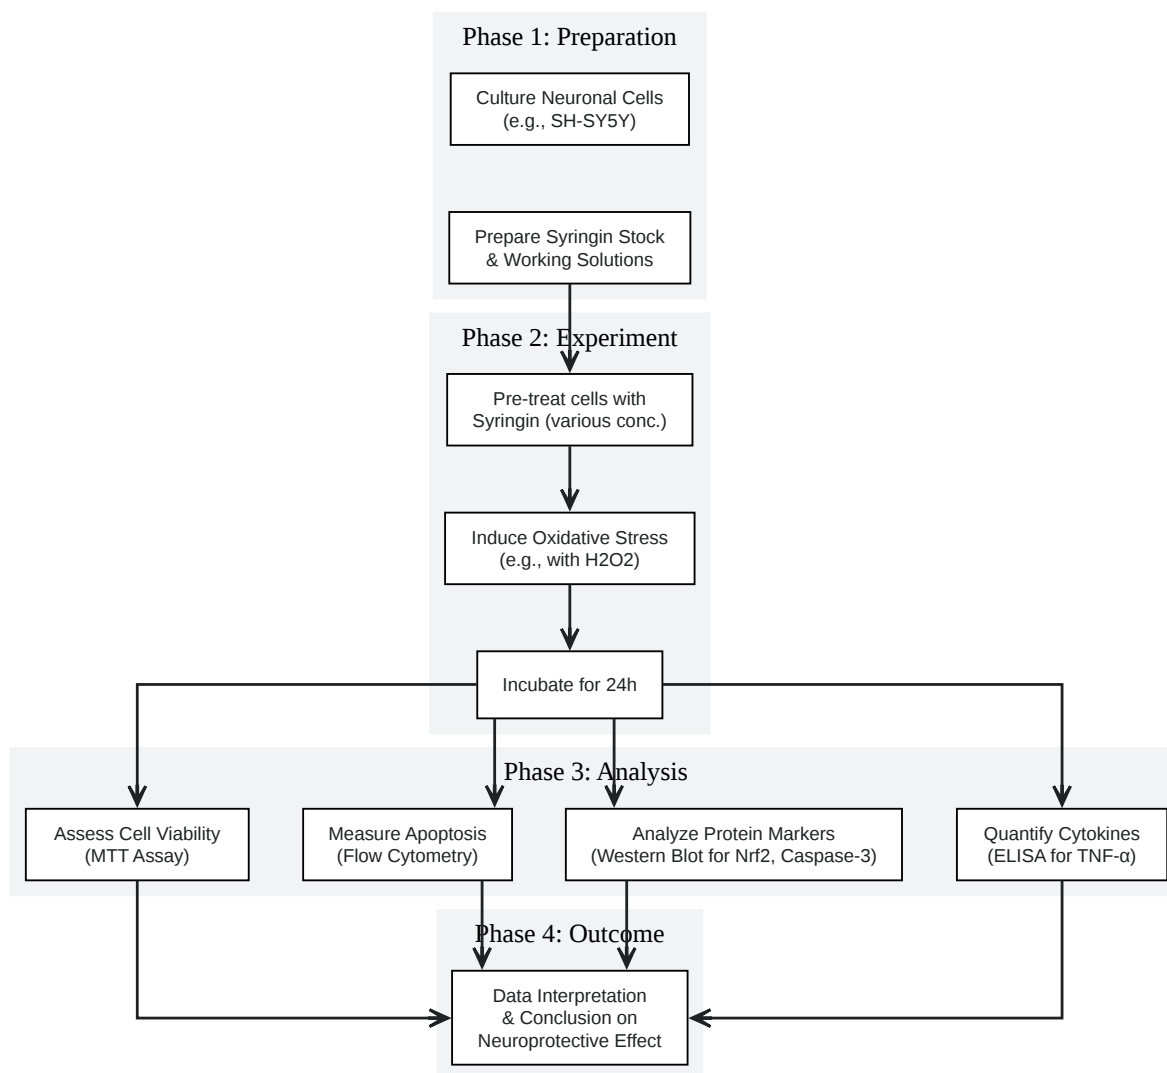 Phase 1: Preparation
Culture Neuronal Cells
(e.g., SH-SY5Y)
Prepare Syringin Stock
& Working Solutions
Phase 2: Experiment
Pre-treat cells with
Syringin (various conc.)
Induce Oxidative Stress
(e.g., with H2O2)
Incubate for 24h
Phase 3: Analysis
Assess Cell Viability
(MTT Assay)
Measure Apoptosis
(Flow Cytometry)
Analyze Protein Markers
(Western Blot for Nrf2, Caspase-3)
Quantify Cytokines
(ELISA for TNF-α)
Phase 4: Outcome
Data Interpretation
& Conclusion on
Neuroprotective Effect